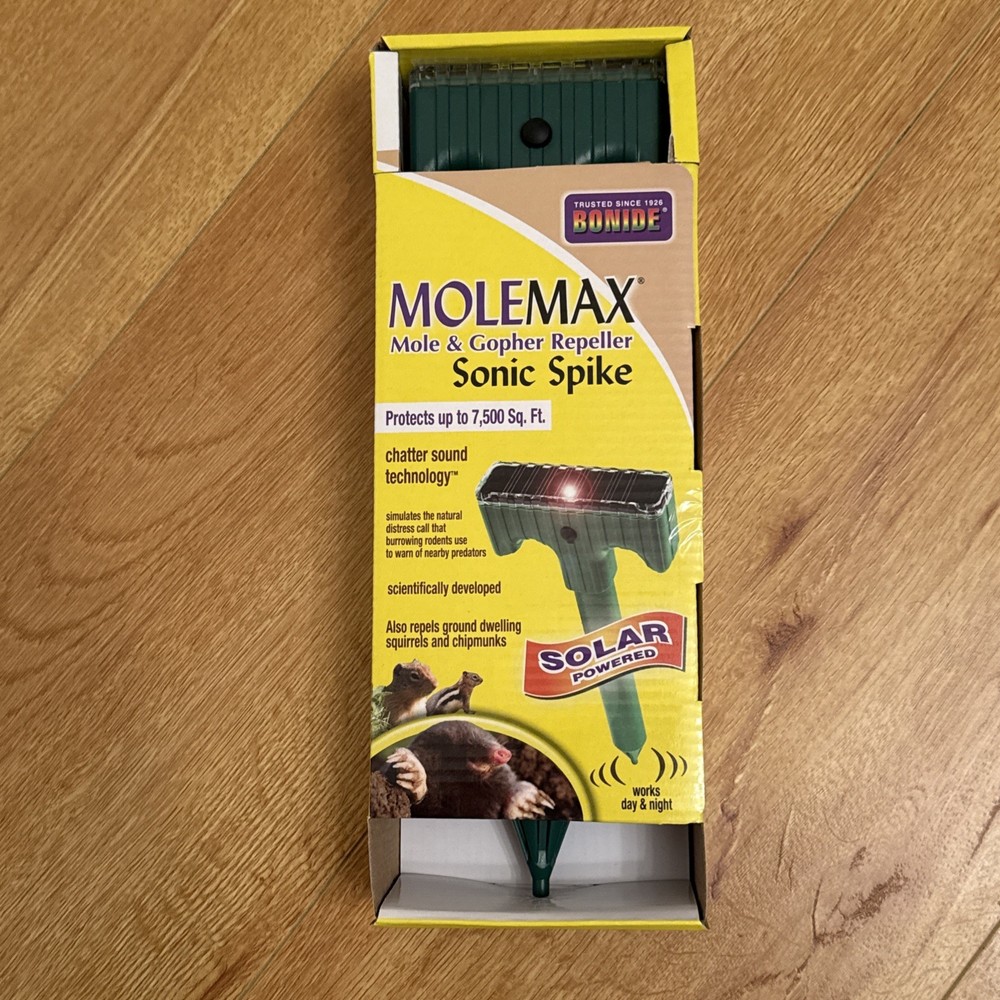 TRUSTED SINCE 1926
BONIDE®
MOLEMAX®
Mole & Gopher Repeller
Sonic Spike
Protects up to 7,500 Sq. Ft.
chatter sound
technology™
simulates the natural
distress call that
burrowing rodents use
to warn of nearby predators
scientifically developed
Also repels ground dwelling
squirrels and chipmunks
SOLAR
POWERED
works
day & night